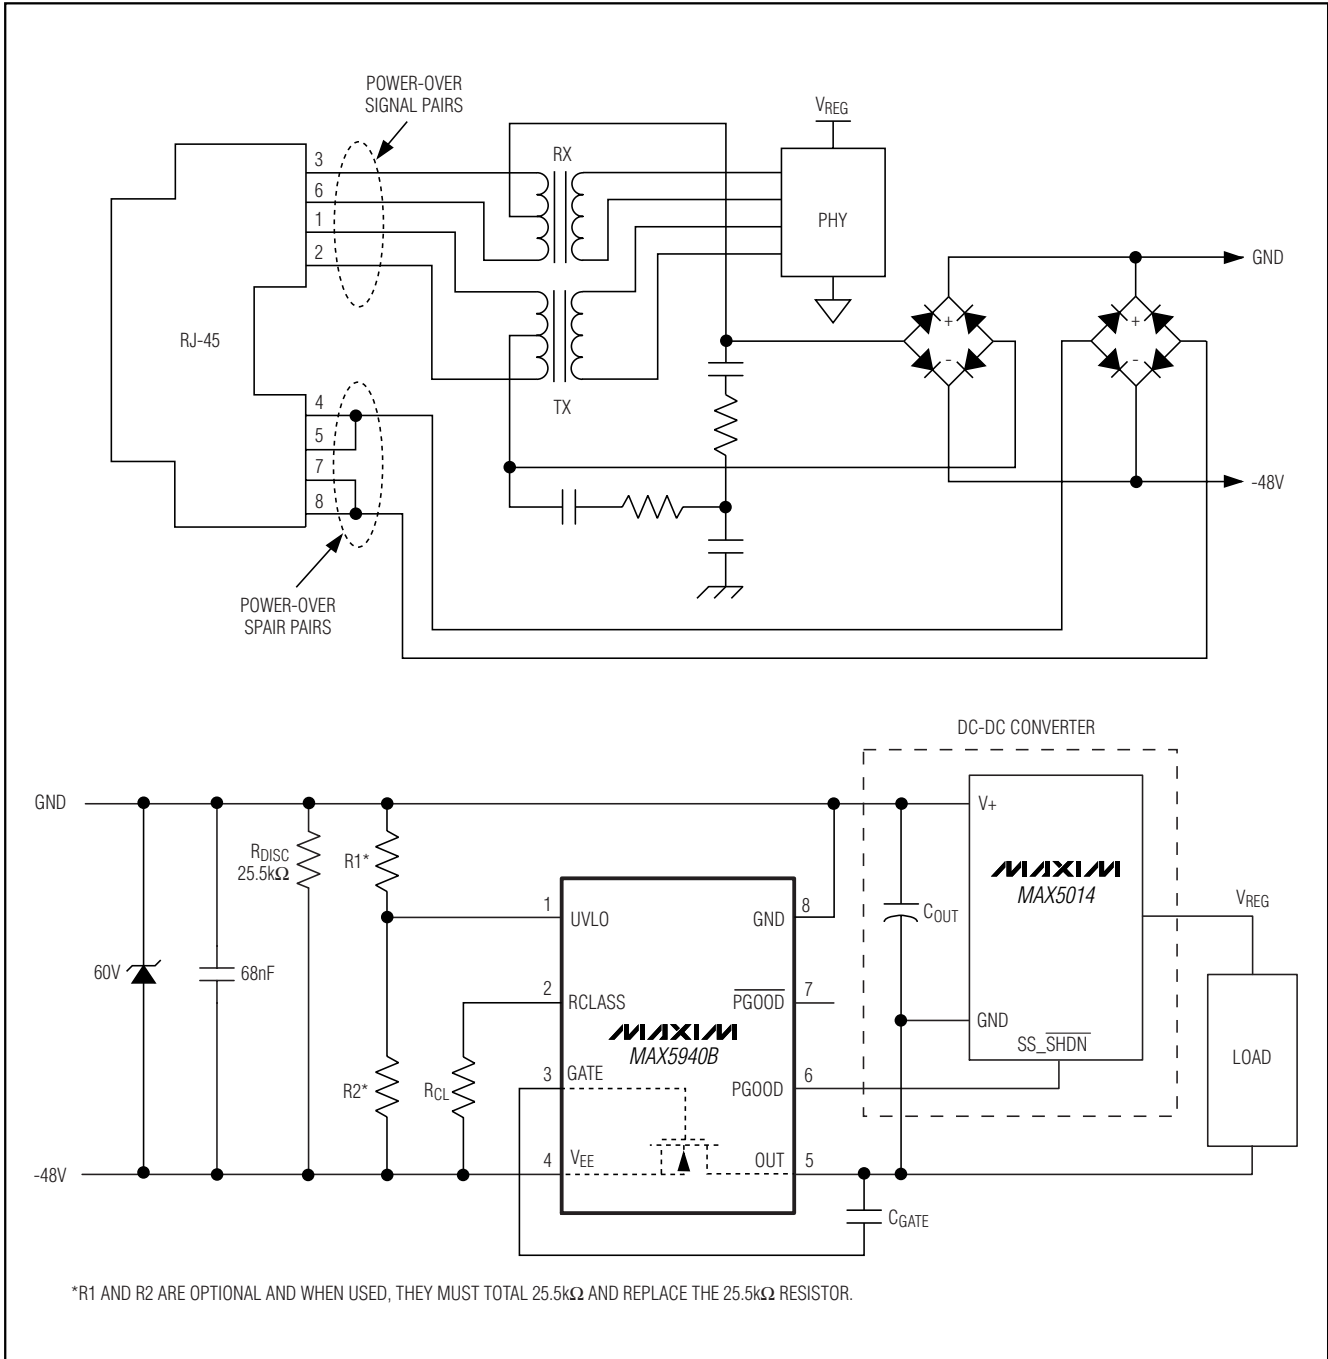 POWER-OVER
SIGNAL PAIRS
VREG
RX
3
6
1
2
PHY
GND
RJ-45
+
+
-
-
TX
4
5
7
8
-48V
POWER-OVER
SPAIR PAIRS
DC-DC CONVERTER
GND
V+
RDISC
25.5kΩ
R1*
MAXIM
MAX5014
1
UVLO
GND
8
COUT
VREG
60V
68nF
2
RCLASS
PGOOD
7
GND
MAXIM
MAX5940B
SS_SHDN
LOAD
3
GATE
R2*
RCL
PGOOD
6
-48V
4
VEE
OUT
5
CGATE
*R1 AND R2 ARE OPTIONAL AND WHEN USED, THEY MUST TOTAL 25.5kΩ AND REPLACE THE 25.5kΩ RESISTOR.